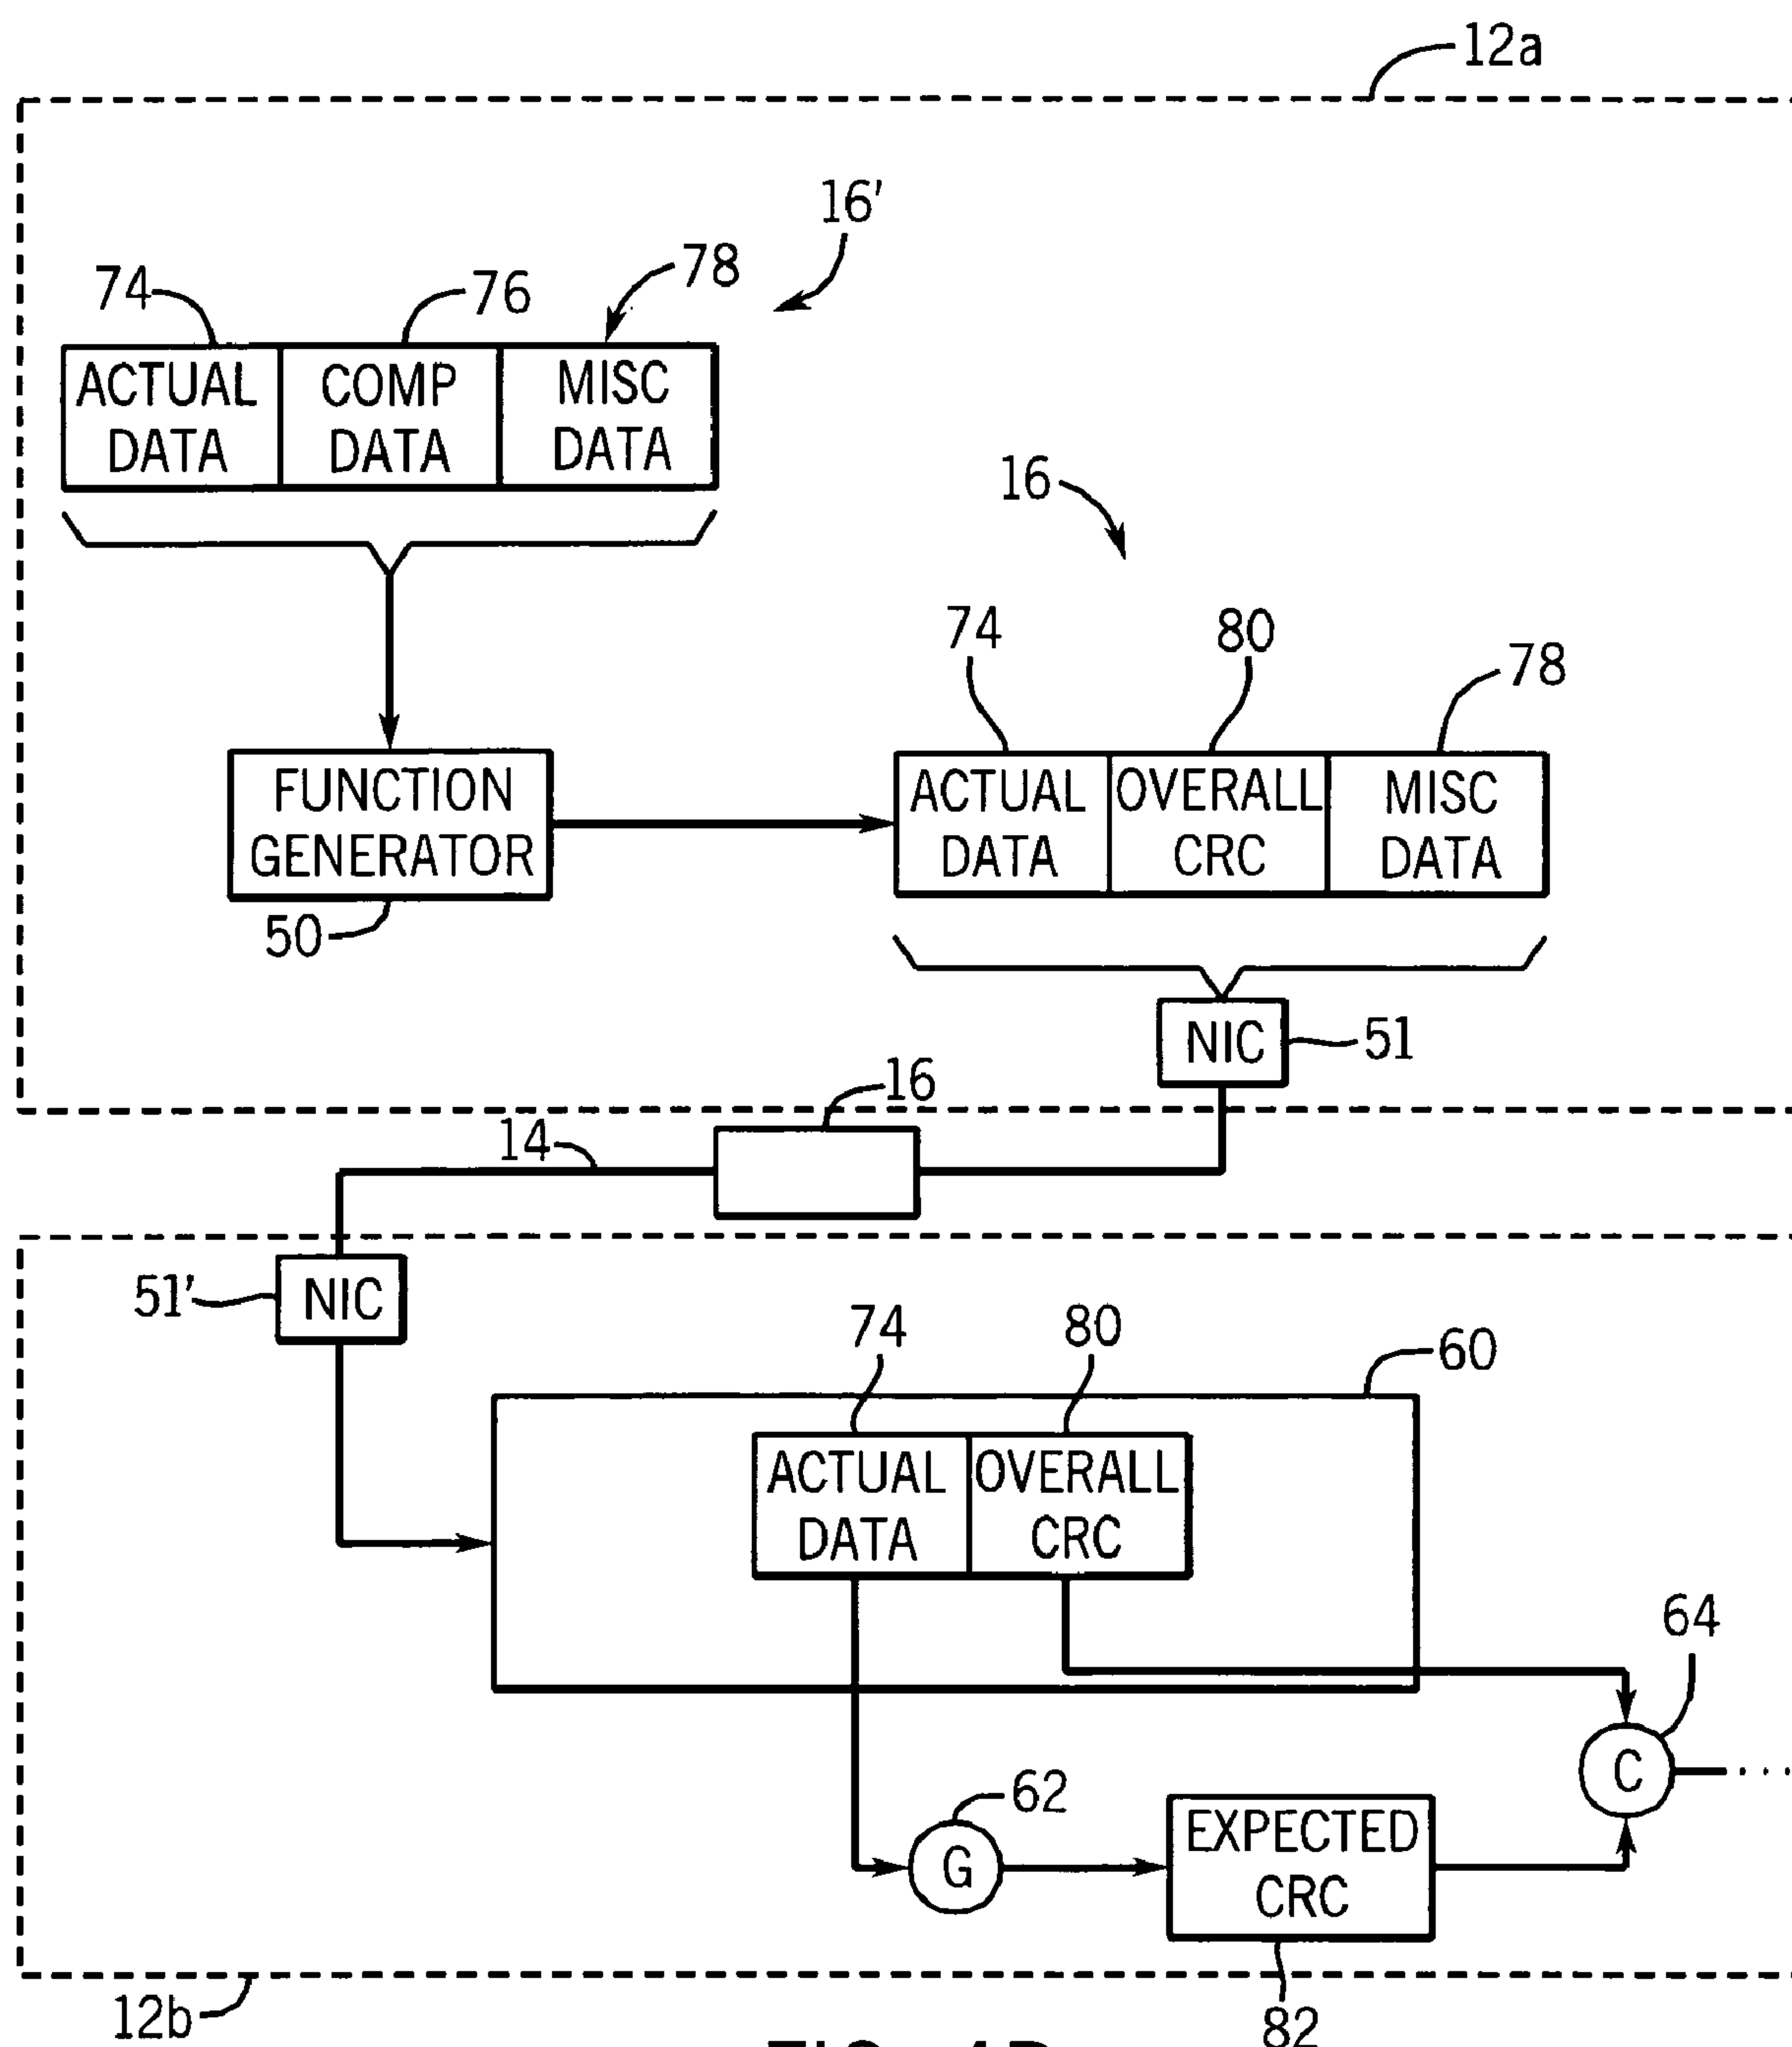 12a
16'
74
76
78
ACTUAL DATA
COMP DATA
MISC DATA
16
74
80
78
FUNCTION GENERATOR
50
ACTUAL DATA
OVERALL CRC
MISC DATA
NIC
51
16
14
51'
NIC
74
80
60
ACTUAL DATA
OVERALL CRC
64
C
62
G
EXPECTED CRC
12b
82